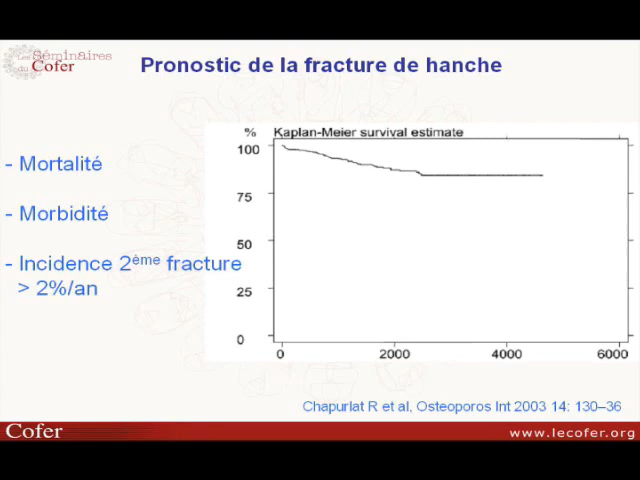 Les Séminaires
du Cofer
Pronostic de la fracture de hanche
- Mortalité
- Morbidité
- Incidence 2ème fracture
> 2%/an
% Kaplan-Meier survival estimate
100
75
50
25
0
0 2000 4000 6000
Chapurlat R et al, Osteoporos Int 2003 14: 130–36
Cofer
www.lecofer.org